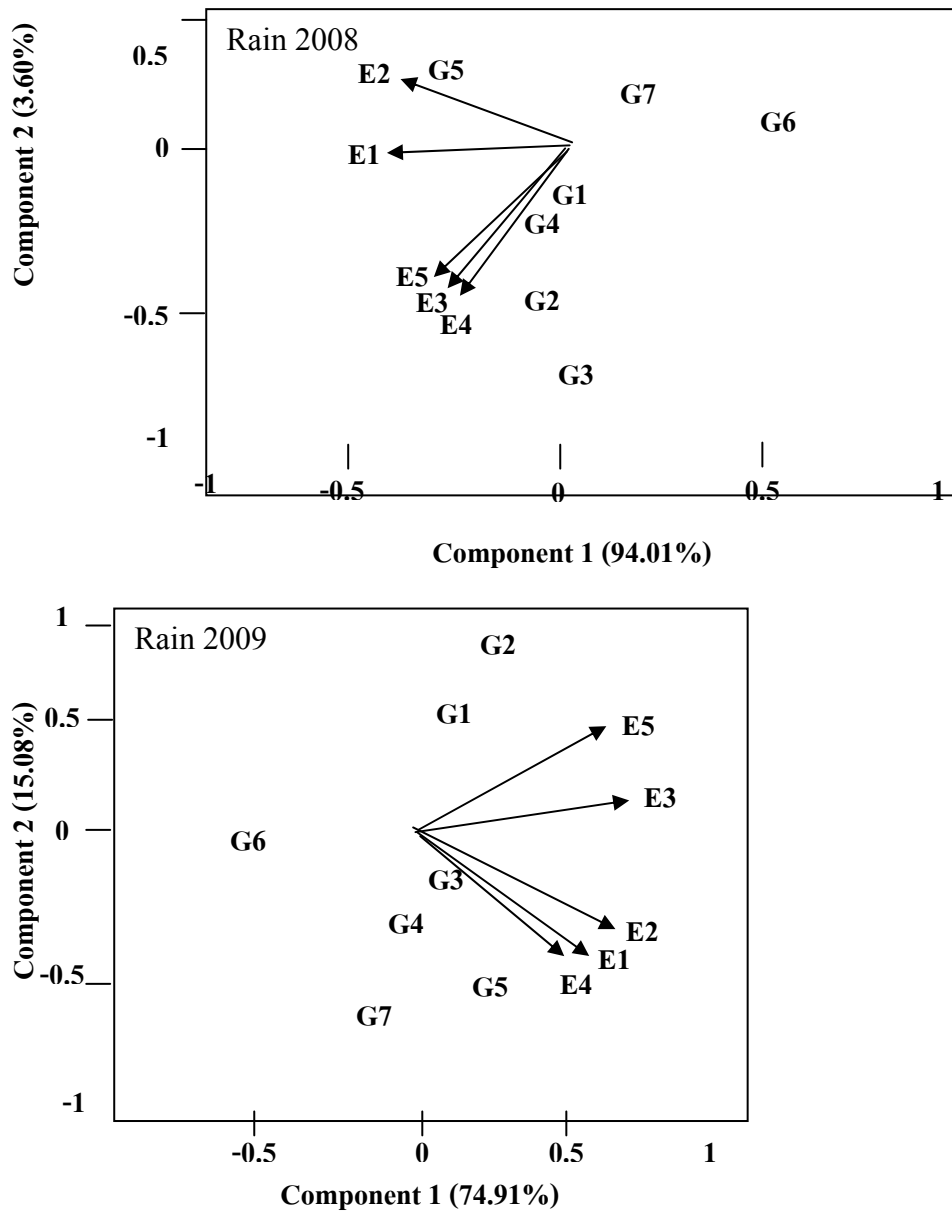 Rain 2008
Component 2 (3.60%)
0.5
0
-0.5
-1
E2
G5
G7
G6
E1
G1
G4
E5
E3
G2
E4
G3
-1
-0.5
0
0.5
1
Component 1 (94.01%)
Rain 2009
Component 2 (15.08%)
1
0.5
0
-0.5
-1
G2
G1
E5
E3
G6
G3
G4
E2
E1
G5
E4
G7
-0.5
0
0.5
1
Component 1 (74.91%)